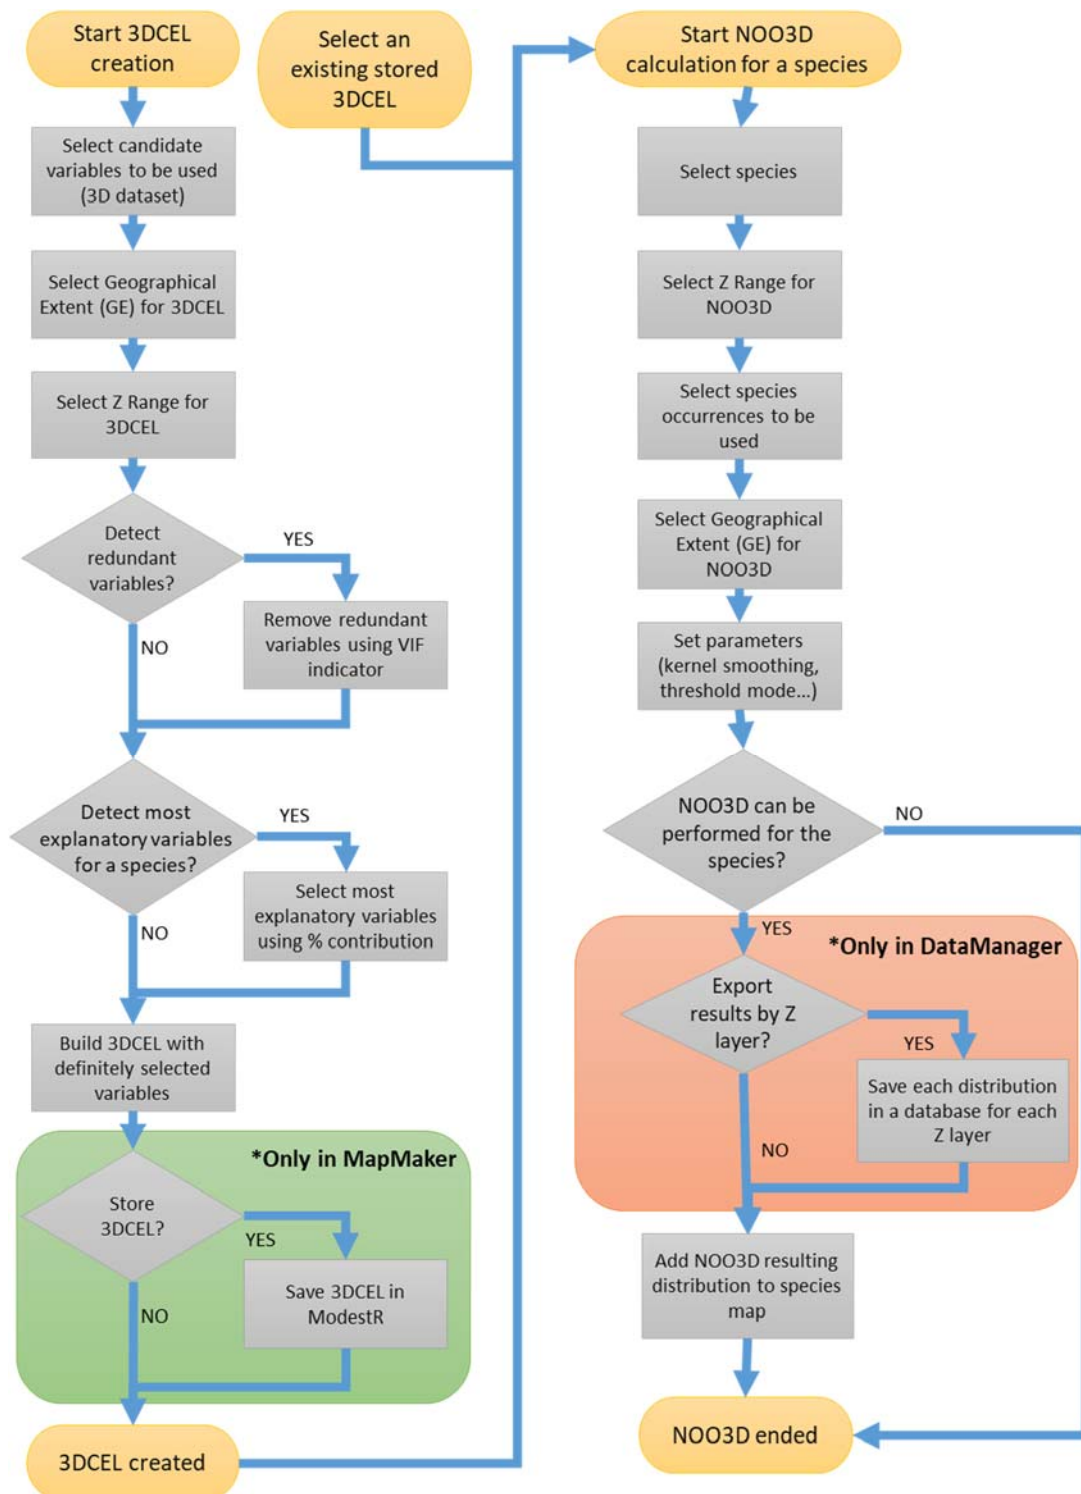 Start 3DCEL
creation
Select candidate
variables to be used
(3D dataset)
Select Geographical
Extent (GE) for 3DCEL
Select Z Range for
3DCEL
Detect
redundant
variables?
YES
NO
Remove redundant
variables using VIF
indicator
Detect most
explanatory variables
for a species?
YES
NO
Select most
explanatory variables
using % contribution
Build 3DCEL with
definitely selected
variables
*Only in MapMaker
Store
3DCEL?
YES
NO
Save 3DCEL in
ModestR
3DCEL created
Select an
existing stored
3DCEL
Start NOO3D
calculation for a species
Select species
Select Z Range for
NOO3D
Select species
occurrences to be
used
Select Geographical
Extent (GE) for
NOO3D
Set parameters
(kernel smoothing,
threshold mode...)
NOO3D can be
performed for the
species?
NO
YES
*Only in DataManager
Export
results by Z
layer?
YES
NO
Save each distribution
in a database for each
Z layer
Add NOO3D resulting
distribution to species
map
NOO3D ended